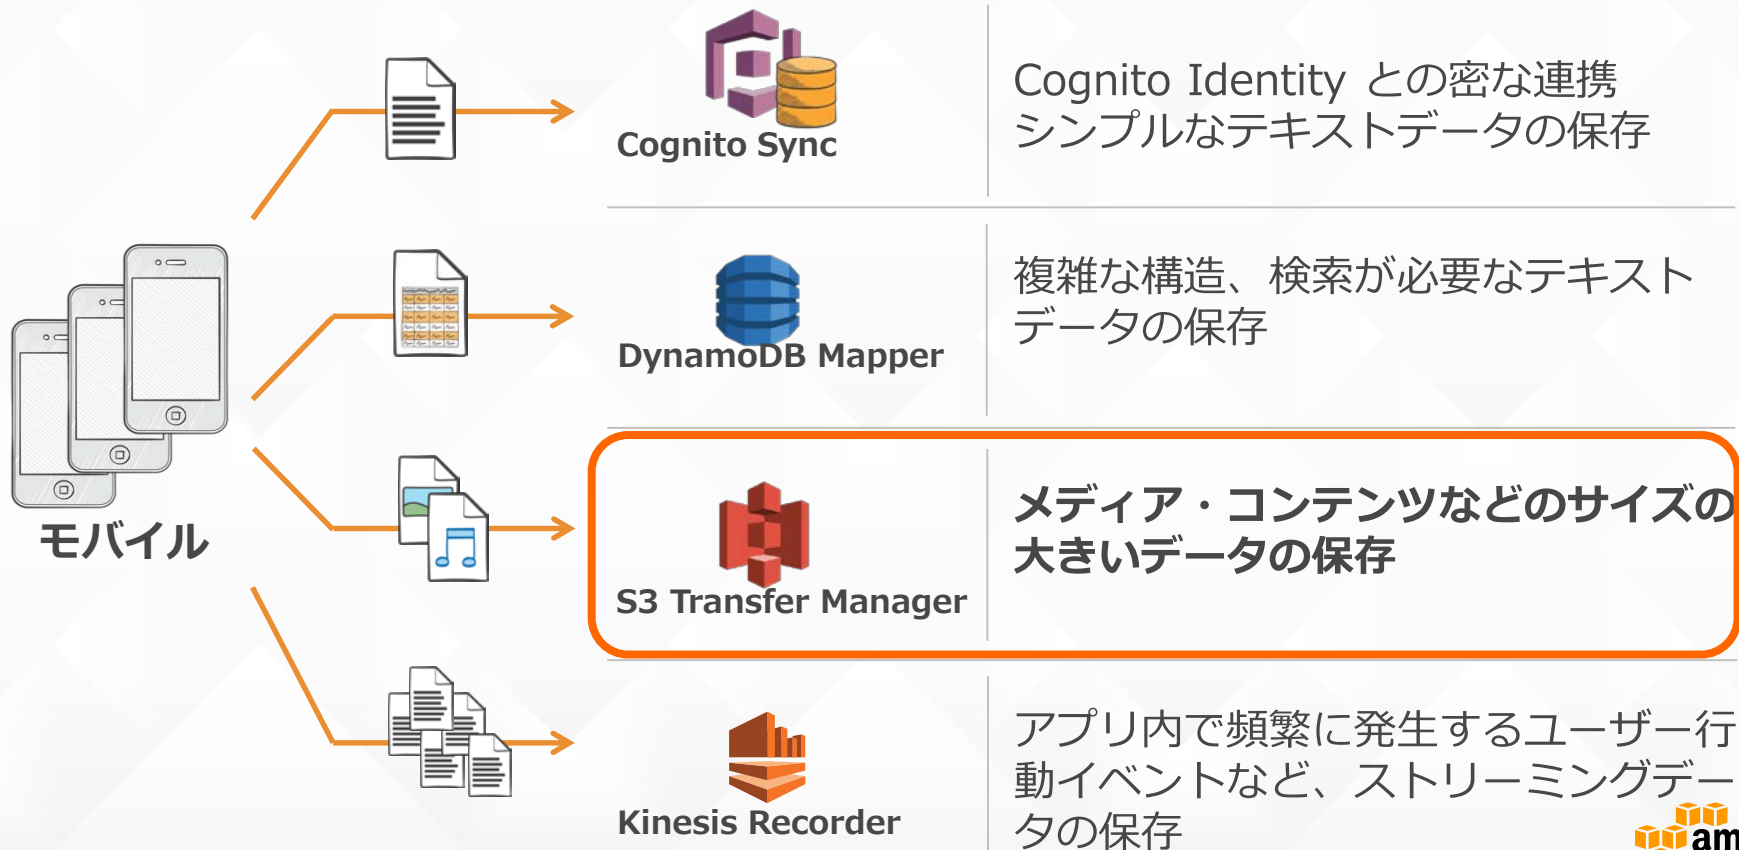 Cognito Sync
Cognito Identity との密な連携
シンプルなテキストデータの保存
DynamoDB Mapper
複雑な構造、検索が必要なテキスト
データの保存
モバイル
S3 Transfer Manager
メディア・コンテンツなどのサイズの
大きいデータの保存
Kinesis Recorder
アプリ内で頻繁に発生するユーザー行
動イベントなど、ストリーミングデー
タの保存
am